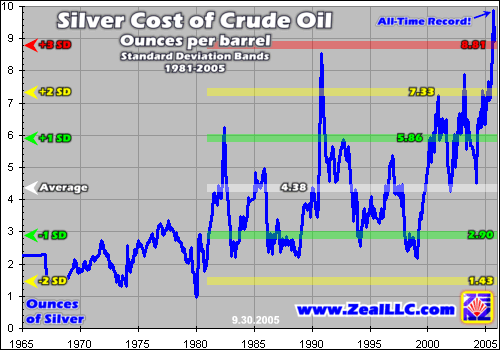 Silver Cost of Crude Oil
Ounces per barrel
Standard Deviation Bands
1981-2005
All-Time Record!
10
9
8
7
6
5
4
3
2
1
0
+3 SD
8.81
+2 SD
7.33
+1 SD
5.86
Average
4.38
-1 SD
2.90
-2 SD
1.43
Ounces
of Silver
9.30.2005
www.ZealLLC.com
1965
1970
1975
1980
1985
1990
1995
2000
2005